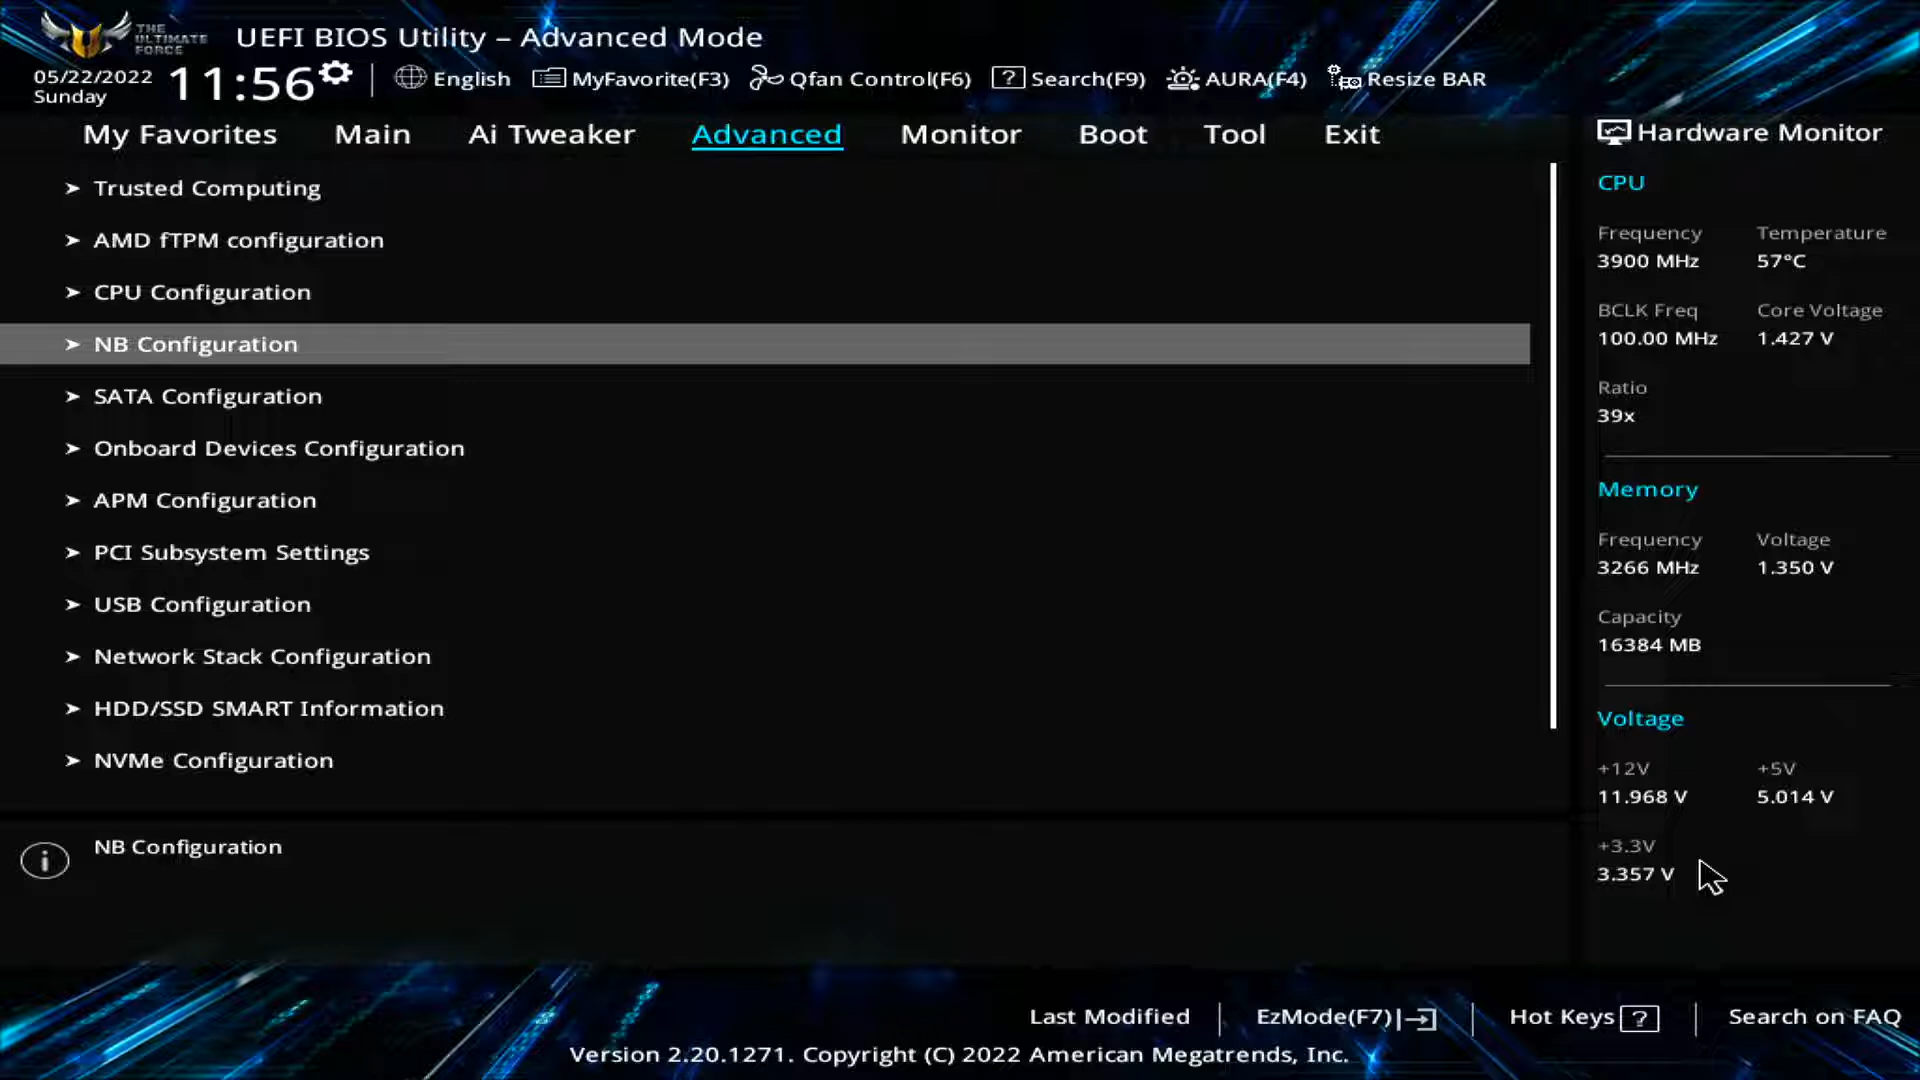 THE
ULTIMATE
FORCE
UEFI BIOS Utility – Advanced Mode
05/22/2022
Sunday
11:56
English
MyFavorite(F3)
Qfan Control(F6)
? Search(F9)
AURA(F4)
Resize BAR
My Favorites Main Ai Tweaker Advanced Monitor Boot Tool Exit
➤ Trusted Computing
➤ AMD fTPM configuration
➤ CPU Configuration
➤ NB Configuration
➤ SATA Configuration
➤ Onboard Devices Configuration
➤ APM Configuration
➤ PCI Subsystem Settings
➤ USB Configuration
➤ Network Stack Configuration
➤ HDD/SSD SMART Information
➤ NVMe Configuration
i NB Configuration
Hardware Monitor
CPU
Frequency Temperature
3900 MHz 57°C
BCLK Freq Core Voltage
100.00 MHz 1.427 V
Ratio
39x
Memory
Frequency Voltage
3266 MHz 1.350 V
Capacity
16384 MB
Voltage
+12V +5V
11.968 V 5.014 V
+3.3V
3.357 V
Last Modified
EzMode(F7)
Hot Keys ?
Search on FAQ
Version 2.20.1271. Copyright (C) 2022 American Megatrends, Inc.